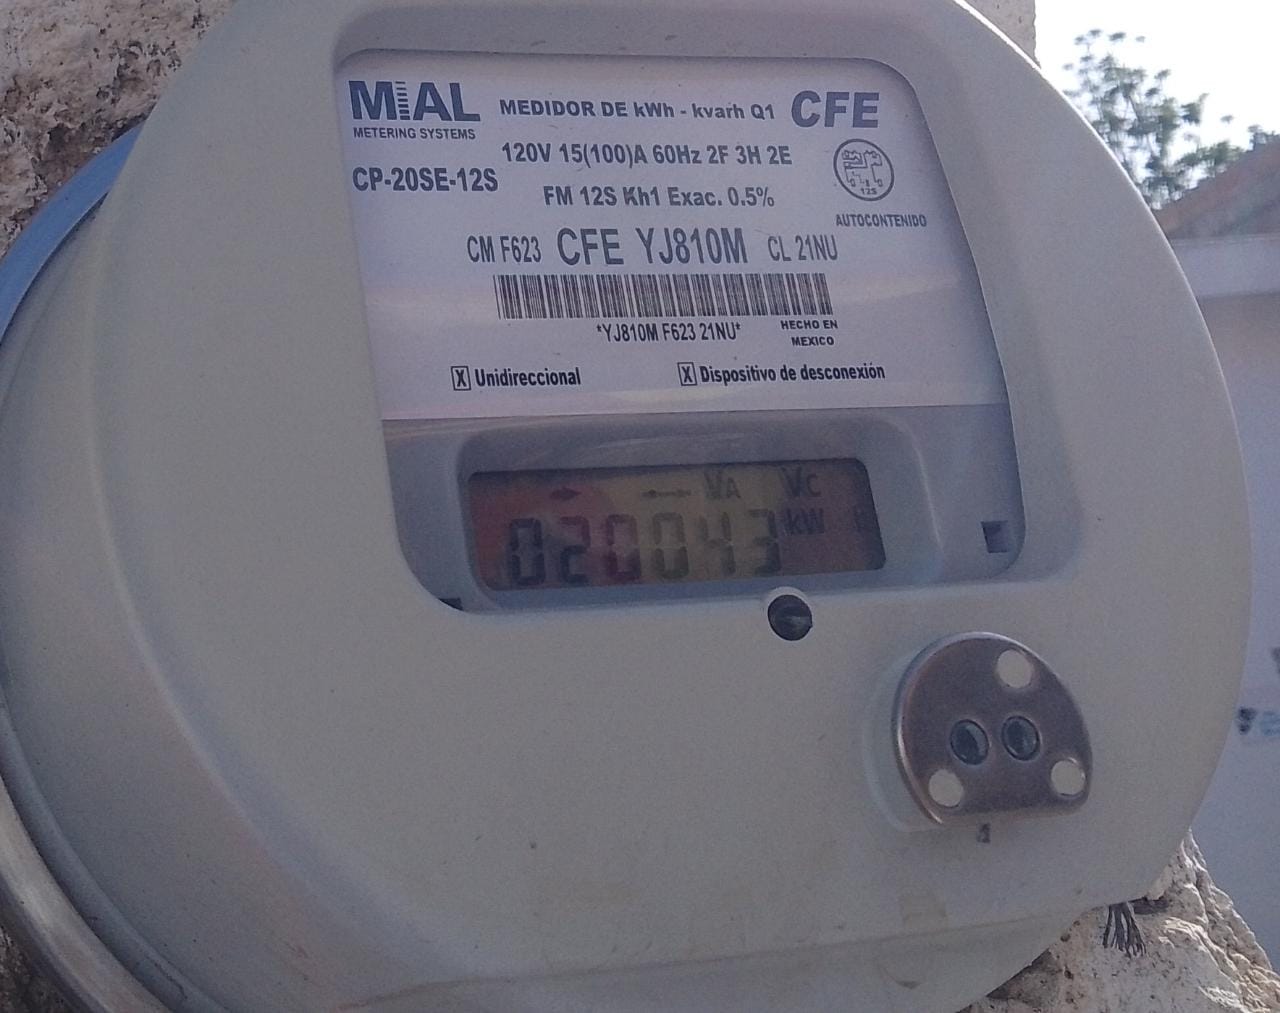 MIAL
METERING SYSTEMS
MEDIDOR DE kWh - kvarh Q1 CFE
120V 15(100)A 60Hz 2F 3H 2E
CP-20SE-12S
FM 12S Kh1 Exac. 0.5%
12S
AUTOCONTENIDO
CM F623 CFE YJ810M CL 21NU
*YJ810M F623 21NU*
HECHO EN
MEXICO
X Unidireccional
X Dispositivo de desconexión
VA VC
020043 kW